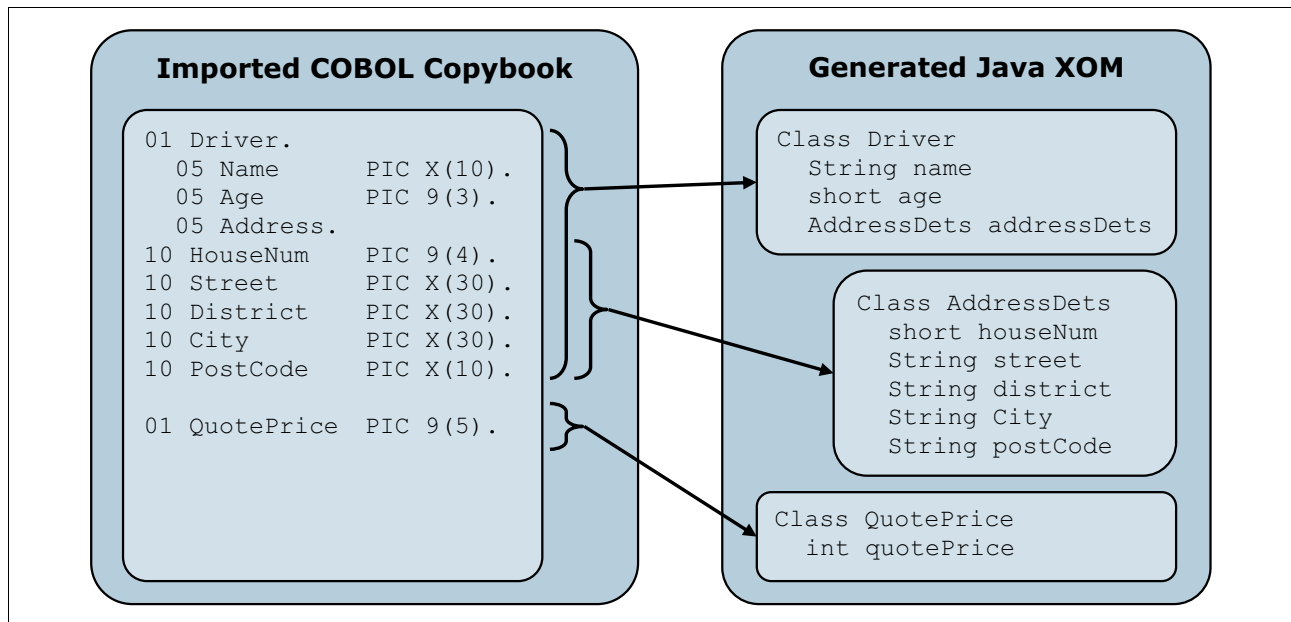 Imported COBOL Copybook
01 Driver.
05 Name PIC X(10).
05 Age PIC 9(3).
05 Address.
10 HouseNum PIC 9(4).
10 Street PIC X(30).
10 District PIC X(30).
10 City PIC X(30).
10 PostCode PIC X(10).
01 QuotePrice PIC 9(5).
Generated Java XOM
Class Driver
String name
short age
AddressDets addressDets
Class AddressDets
short houseNum
String street
String district
String City
String postCode
Class QuotePrice
int quotePrice